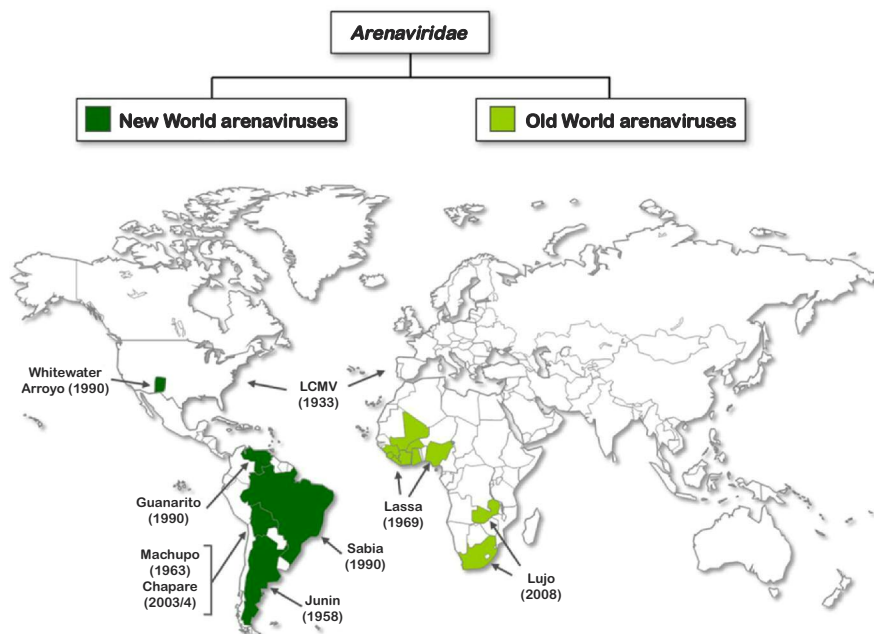 Arenaviridae
New World arenaviruses
Old World arenaviruses
Whitewater
Arroyo (1990)
LCMV
(1933)
Guanarito
(1990)
Lassa
(1969)
Machupo
(1963)
Chapare
(2003/4)
Sabia
(1990)
Junin
(1958)
Lujo
(2008)